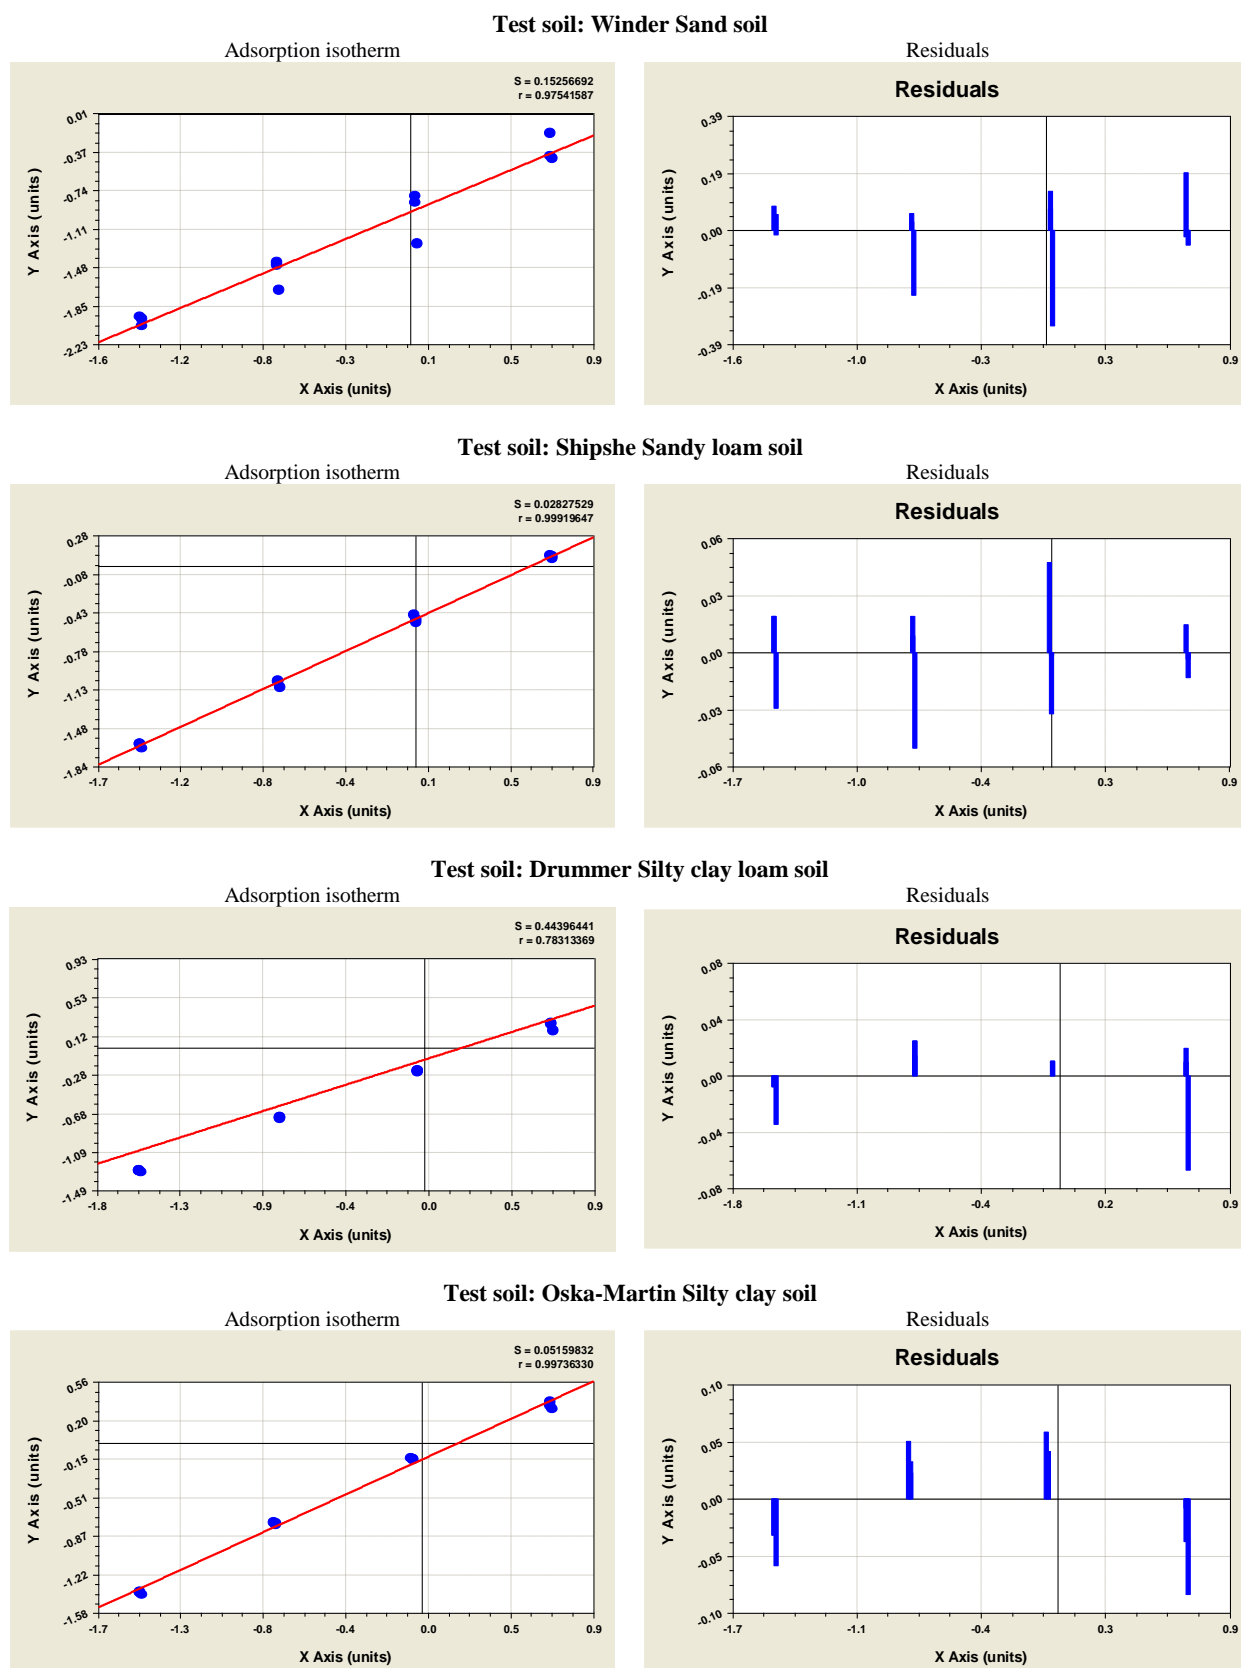 Test soil: Winder Sand soil
Adsorption isotherm
Residuals
S = 0.15256692
r = 0.97541587
0.01
-0.37
-0.74
-1.11
-1.48
-1.85
-2.23
Y Axis (units)
-1.6 -1.2 -0.8 -0.3 0.1 0.5 0.9
X Axis (units)
Residuals
0.39
0.19
0.00
-0.19
-0.39
Y Axis (units)
-1.6 -1.0 -0.3 0.3 0.9
X Axis (units)
Test soil: Shipshe Sandy loam soil
Adsorption isotherm
Residuals
S = 0.02827529
r = 0.99919647
0.28
-0.08
-0.43
-0.78
-1.13
-1.48
-1.84
Y Axis (units)
-1.7 -1.2 -0.8 -0.4 0.1 0.5 0.9
X Axis (units)
Residuals
0.06
0.03
0.00
-0.03
-0.06
Y Axis (units)
-1.7 -1.0 -0.4 0.3 0.9
X Axis (units)
Test soil: Drummer Silty clay loam soil
Adsorption isotherm
Residuals
S = 0.44396441
r = 0.78313369
0.93
0.53
0.12
-0.28
-0.68
-1.09
-1.49
Y Axis (units)
-1.8 -1.3 -0.9 -0.4 0.0 0.5 0.9
X Axis (units)
Residuals
0.08
0.04
0.00
-0.04
-0.08
Y Axis (units)
-1.8 -1.1 -0.4 0.2 0.9
X Axis (units)
Test soil: Oska-Martin Silty clay soil
Adsorption isotherm
Residuals
S = 0.05159832
r = 0.99736330
0.56
0.20
-0.15
-0.51
-0.87
-1.22
-1.58
Y Axis (units)
-1.7 -1.3 -0.8 -0.4 0.0 0.5 0.9
X Axis (units)
Residuals
0.10
0.05
0.00
-0.05
-0.10
Y Axis (units)
-1.7 -1.1 -0.4 0.3 0.9
X Axis (units)